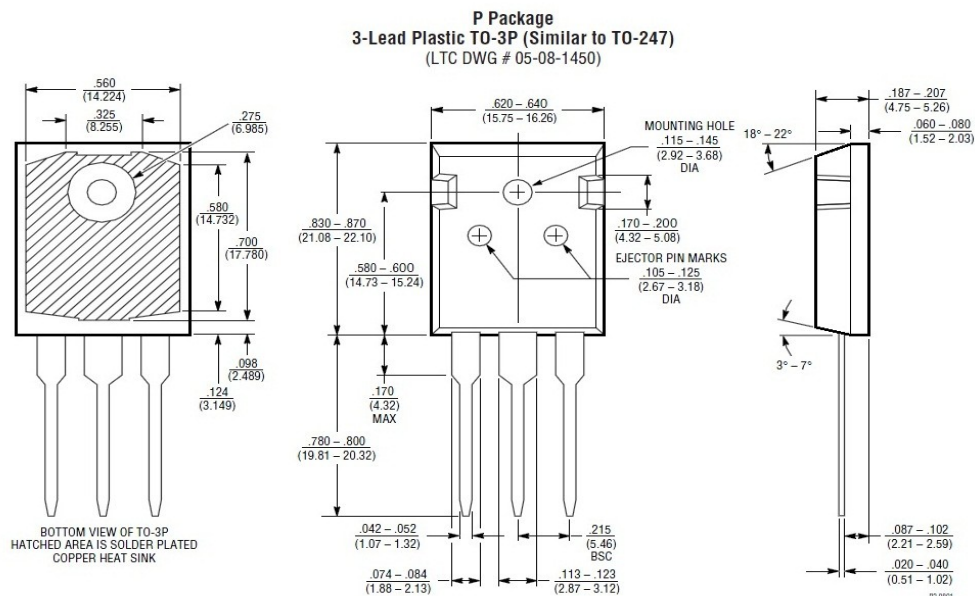 P Package
3-Lead Plastic TO-3P (Similar to TO-247)
(LTC DWG # 05-08-1450)
.560
(14.224)
.325
(8.255)
.275
(6.985)
.580
(14.732)
.700
(17.780)
.098
(2.489)
.124
(3.149)
BOTTOM VIEW OF TO-3P
HATCHED AREA IS SOLDER PLATED
COPPER HEAT SINK
.620 – .640
(15.75 – 16.26)
MOUNTING HOLE
.115 – .145
(2.92 – 3.68)
DIA
.830 – .870
(21.08 – 22.10)
.580 – .600
(14.73 – 15.24)
.170 – .200
(4.32 – 5.08)
EJECTOR PIN MARKS
.105 – .125
(2.67 – 3.18)
DIA
.170
(4.32)
MAX
.780 – .800
(19.81 – 20.32)
.042 – .052
(1.07 – 1.32)
.215
(5.46)
BSC
.074 – .084
(1.88 – 2.13)
.113 – .123
(2.87 – 3.12)
.187 – .207
(4.75 – 5.26)
.060 – .080
(1.52 – 2.03)
18° – 22°
3° – 7°
.087 – .102
(2.21 – 2.59)
.020 – .040
(0.51 – 1.02)